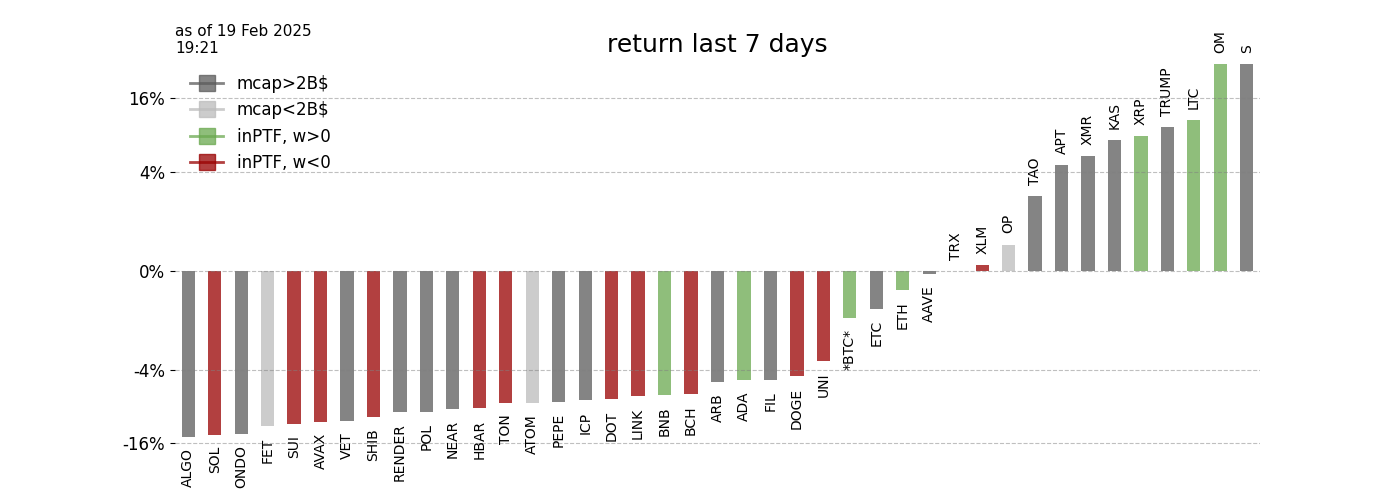 as of 19 Feb 2025
19:21
return last 7 days
mcap>2B$
mcap<2B$
inPTF, w>0
inPTF, w<0
16%
4%
0%
-4%
-16%
ALGO
SOL
ONDO
FET
SUI
AVAX
VET
SHIB
RENDER
POL
NEAR
HBAR
TON
ATOM
PEPE
ICP
DOT
LINK
BNB
BCH
ARB
ADA
FIL
DOGE
UNI
*BTC*
ETC
ETH
AAVE
TRX
XLM
OP
TAO
APT
XMR
KAS
XRP
TRUMP
LTC
OM
S